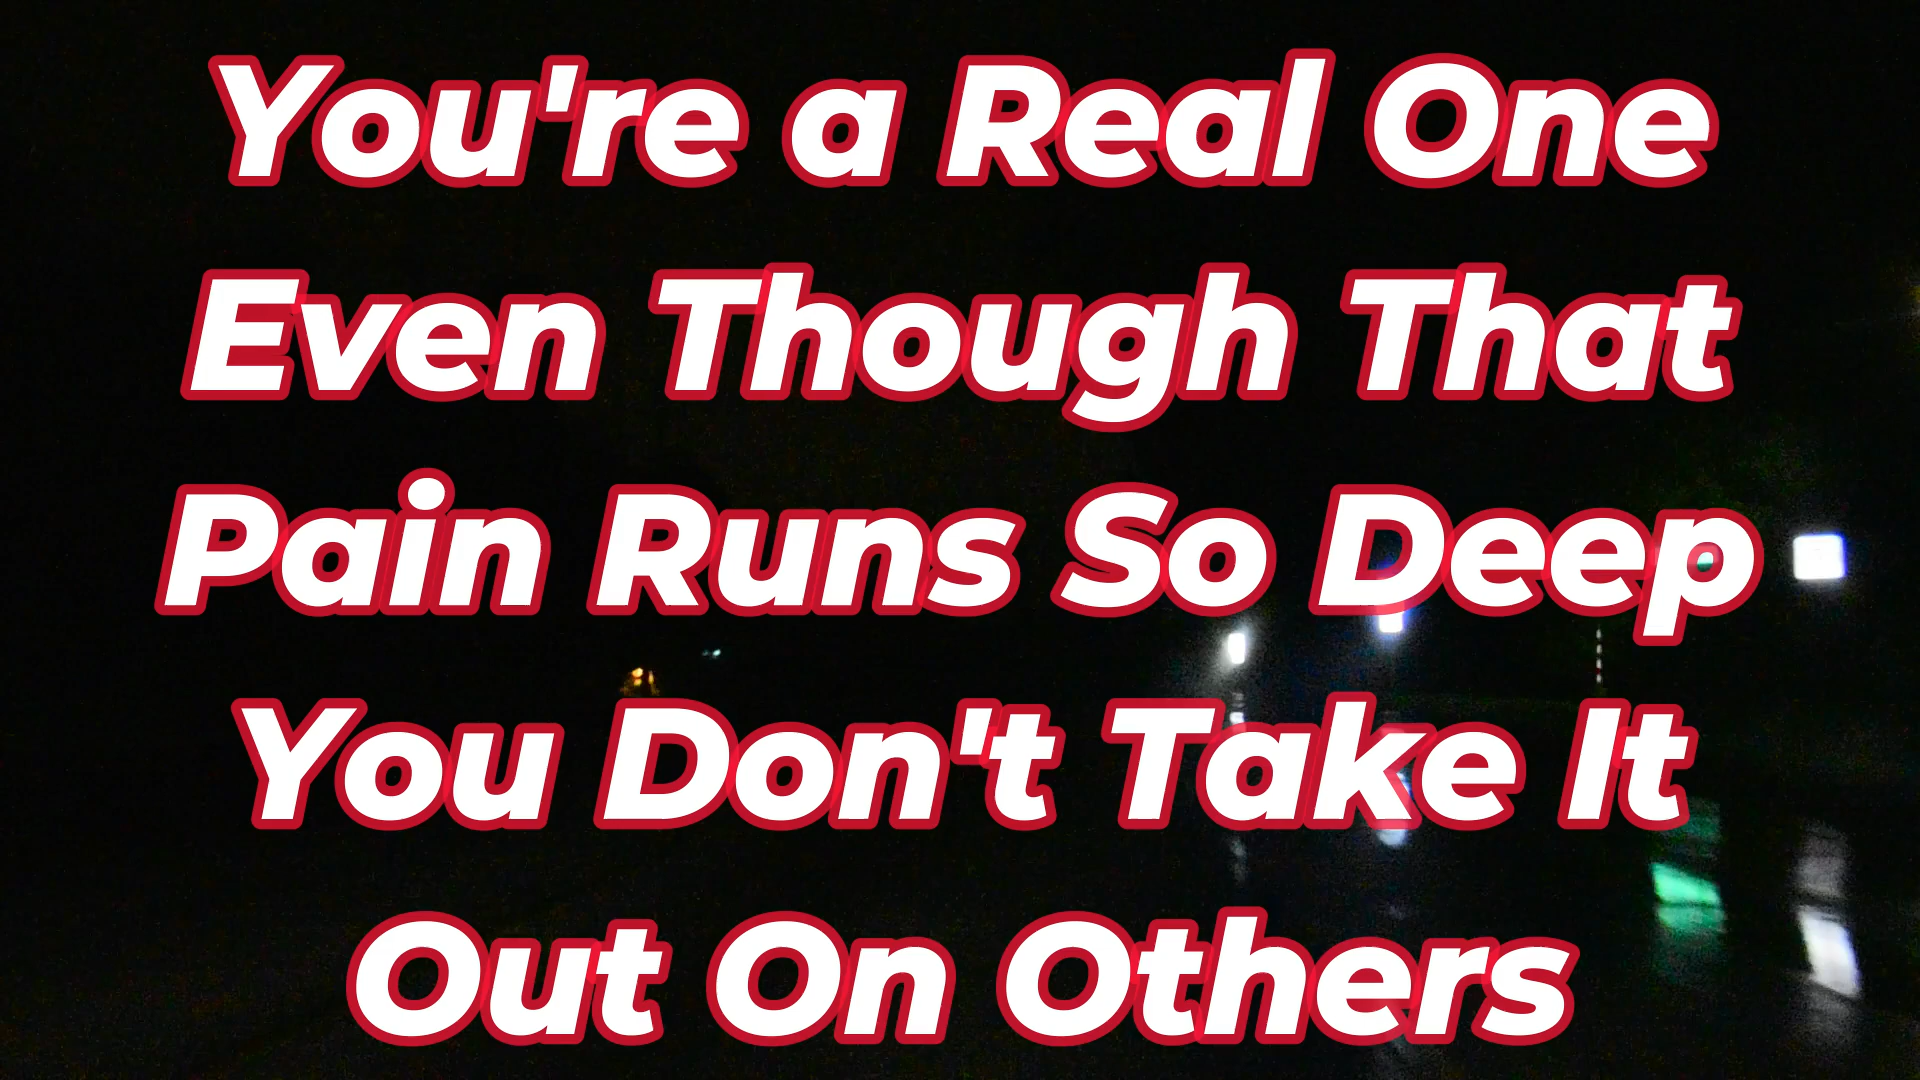 You're a Real One
Even Though That
Pain Runs So Deep
You Don't Take It
Out On Others